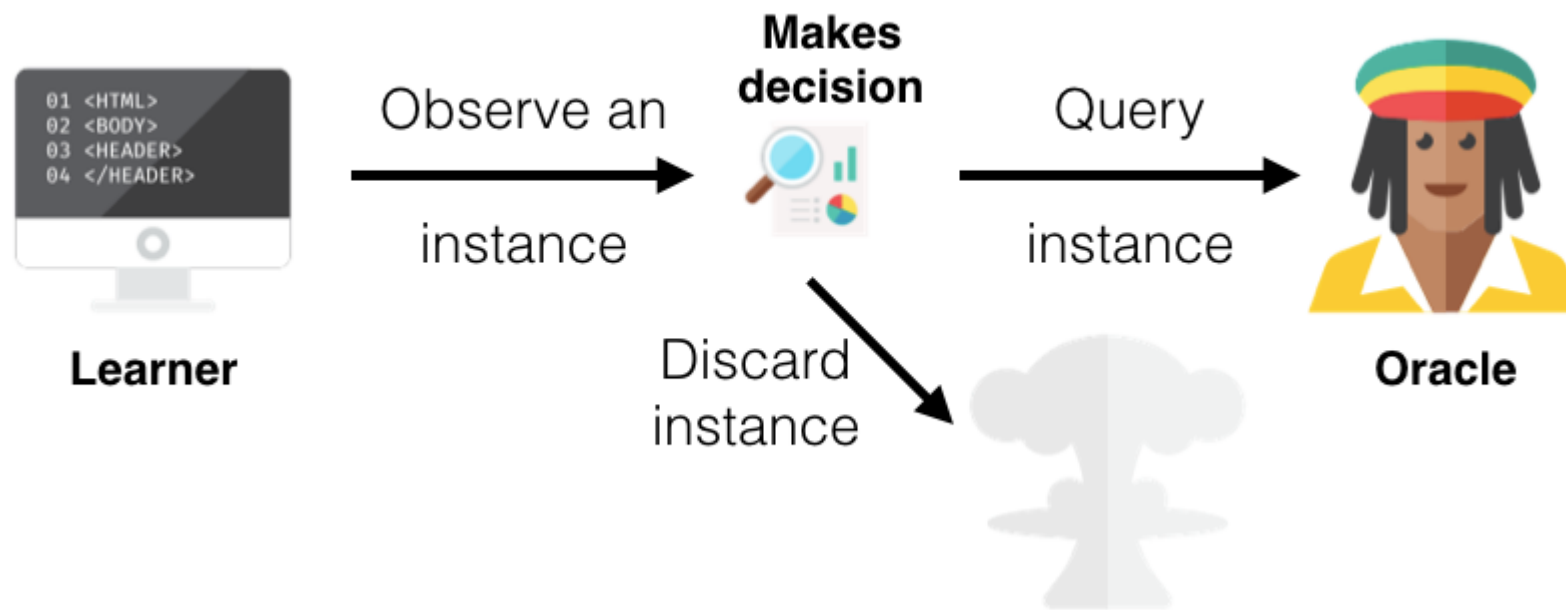 01 <HTML>
02 <BODY>
03 <HEADER>
04 </HEADER>
Learner
Observe an
instance
Makes
decision
Discard
instance
Query
instance
Oracle